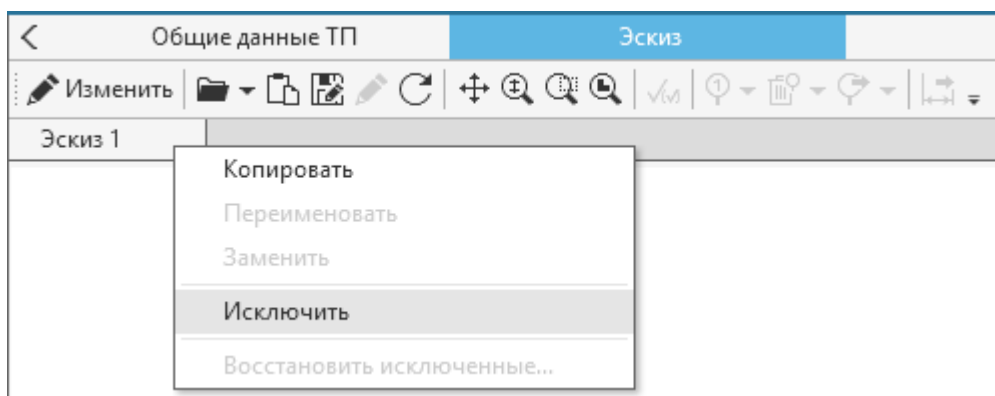 Общие данные ТП Эскиз
Изменить
Эскиз 1
Копировать
Переименовать
Заменить
Исключить
Восстановить исключенные...